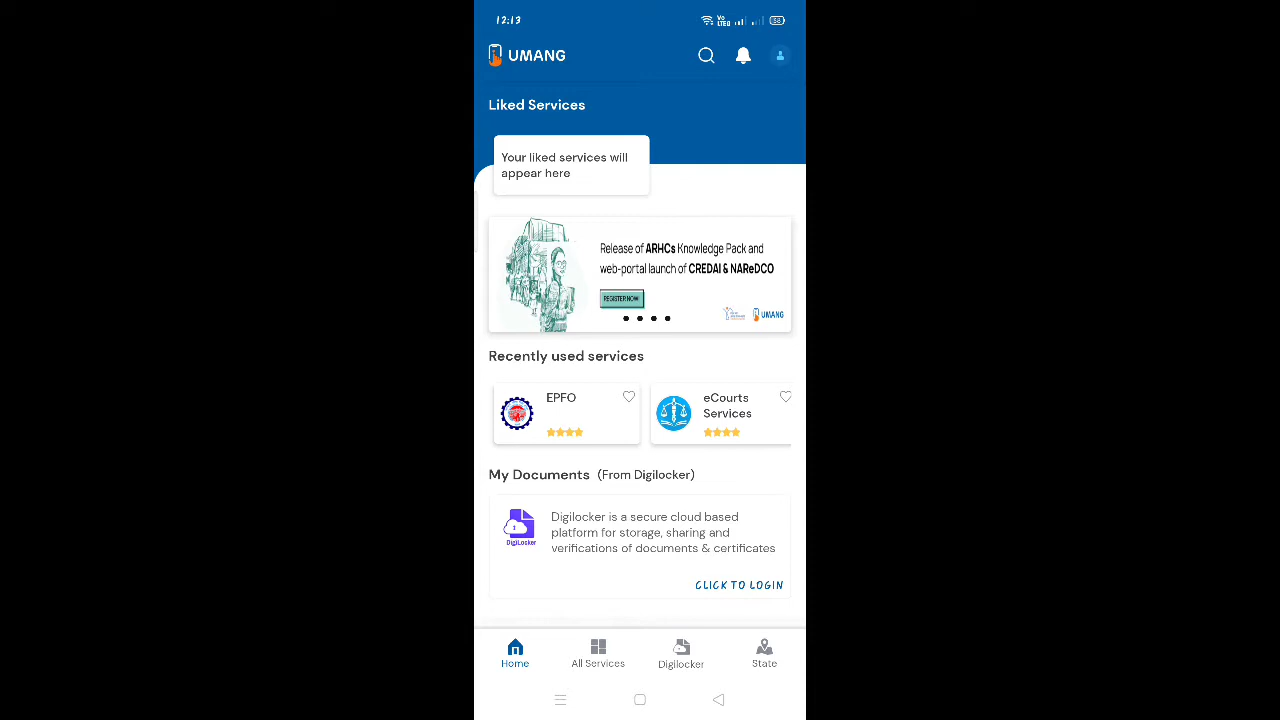 12:13
Vo
LTE
58
UMANG
Liked Services
Your liked services will
appear here
Release of ARHCs Knowledge Pack and
web-portal launch of CREDAI & NAReDCO
REGISTER NOW!
UMANG
Recently used services
EPFO
eCourts
Services
My Documents (From Digilocker)
Digilocker is a secure cloud based
platform for storage, sharing and
verifications of documents & certificates
DigiLocker
CLICK TO LOGIN
Home
All Services
Digilocker
State